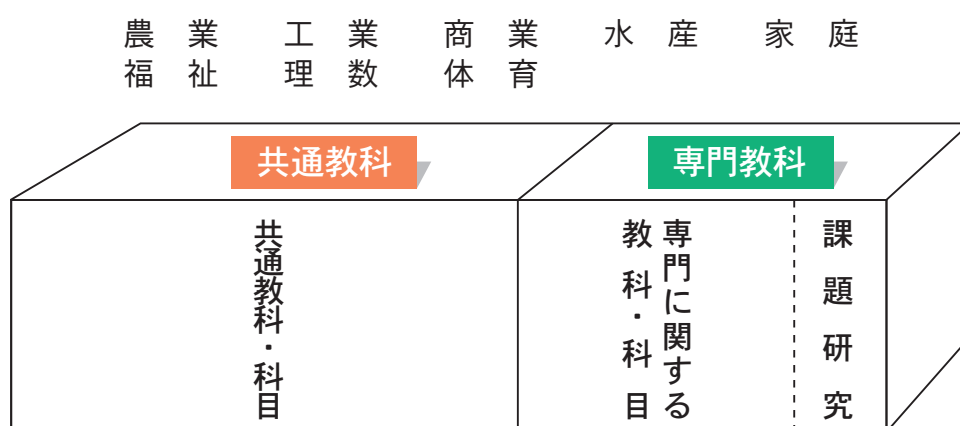 農業 工業 商業 水産 家庭
福祉 理数 体育
共通教科
専門教科
共通教科・科目
専門に関する
教科・科目
課題研究